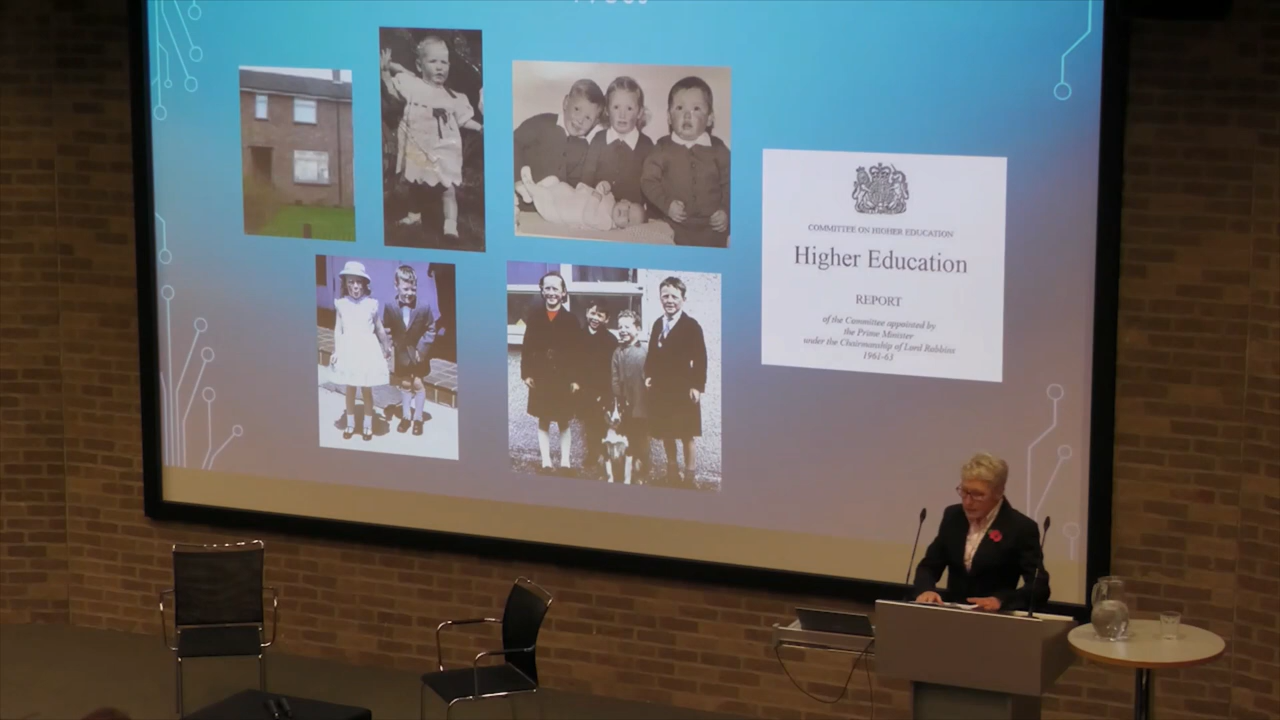 COMMITTEE ON HIGHER EDUCATION
Higher Education
REPORT
of the Committee appointed by
the Prime Minister
under the Chairmanship of Lord Robbins
1961-63